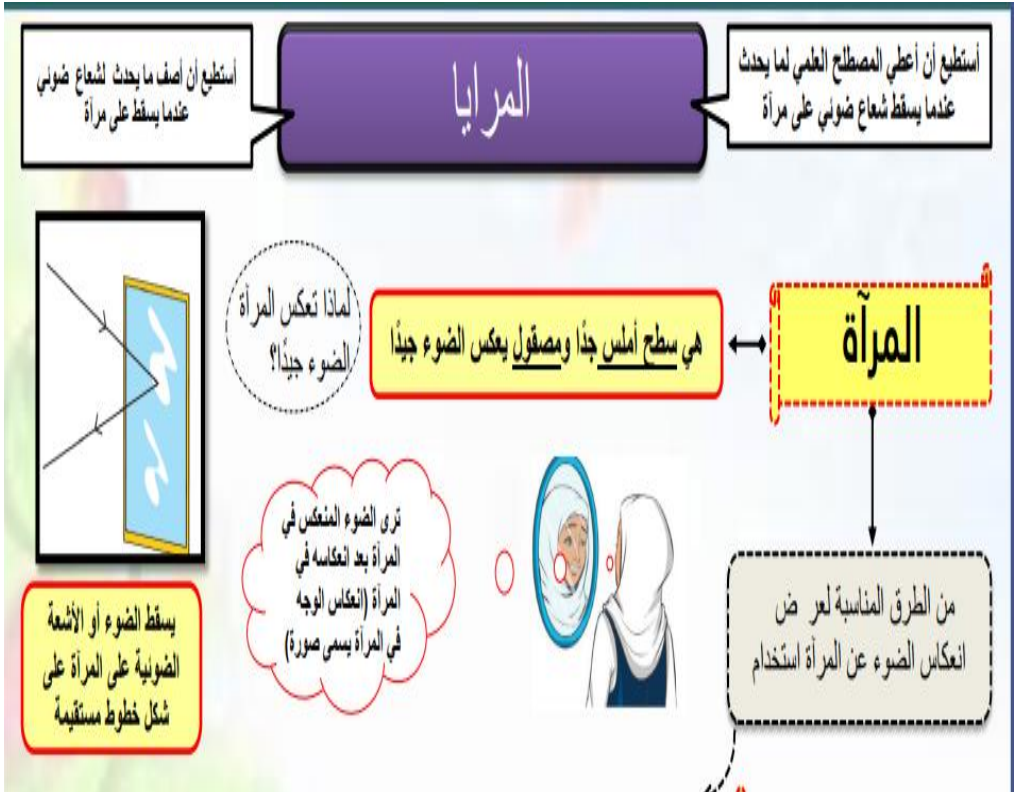 أستطيع أن أعطي المصطلح العلمي لما يحدث
عندما يسقط شعاع ضوئي على مرآة
المرايا
أستطيع أن أصف ما يحدث لشعاع ضوئي
عندما يسقط على مرآة
المرآة
هي سطح أملس جدًا ومصقول يعكس الضوء جيدًا
لماذا تعكس المرآة
الضوء جيدًا؟
ترى الضوء المنعكس في
المرآة بعد انعكاسه في
المرآة (انعكاس الوجه
في المرآة يسمى صورة)
من الطرق المناسبة لعر ض
انعكاس الضوء عن المرآة استخدام
يسقط الضوء أو الأشعة
الضوئية على المرآة على
شكل خطوط مستقيمة